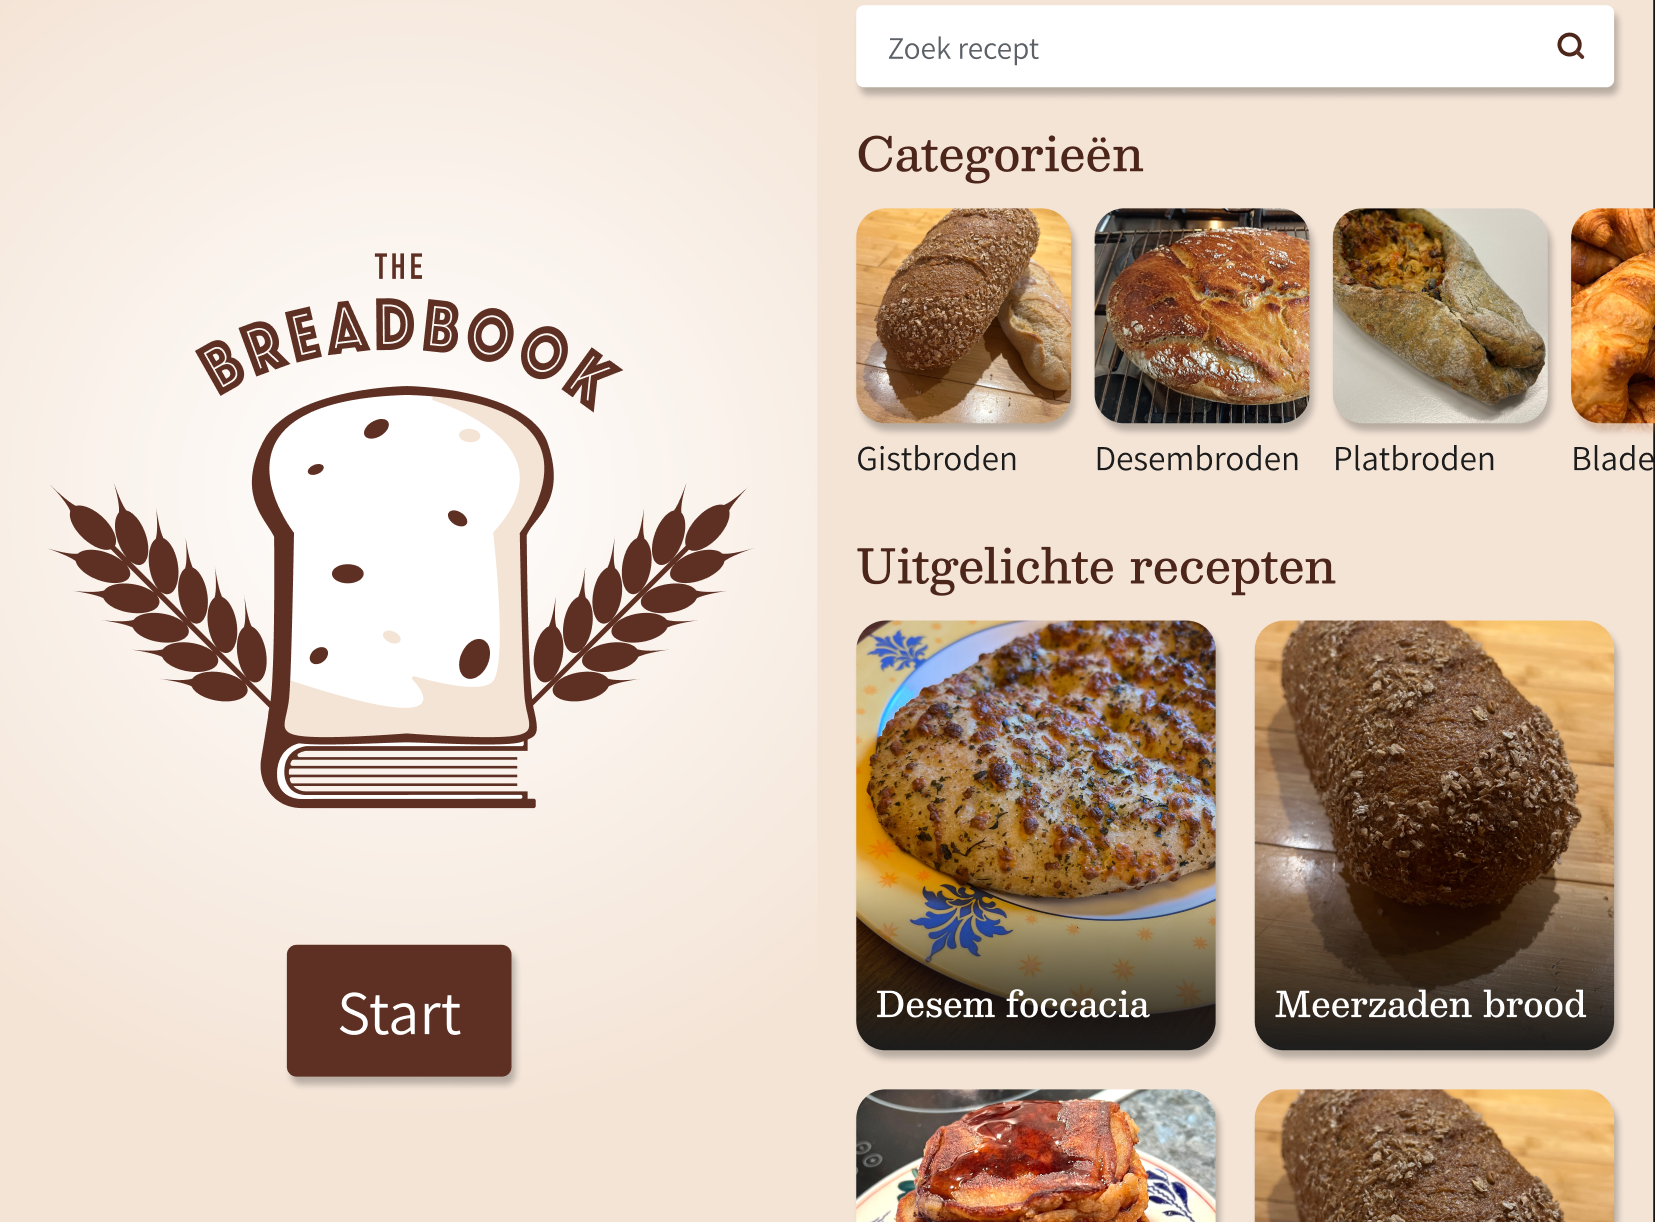 THE
BREADBOOK
Start
Zoek recept
Categorieën
Gistbroden
Desembroden
Platbroden
Blade
Uitgelichte recepten
Desem foccacia
Meerzaden brood